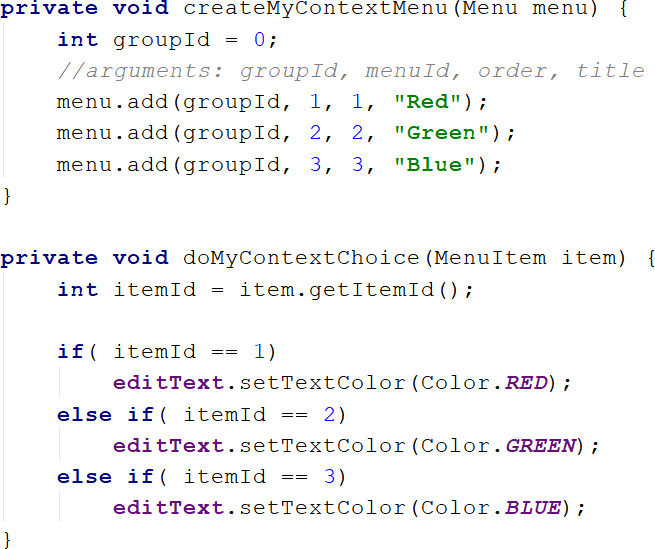 private void createMyContextMenu(Menu menu) {
    int groupId = 0;
    //arguments: groupId, menuId, order, title
    menu.add(groupId, 1, 1, "Red");
    menu.add(groupId, 2, 2, "Green");
    menu.add(groupId, 3, 3, "Blue");
}
private void doMyContextChoice(MenuItem item) {
    int itemId = item.getItemId();
    if( itemId == 1)
        editText.setTextColor(Color.RED);
    else if( itemId == 2)
        editText.setTextColor(Color.GREEN);
    else if( itemId == 3)
        editText.setTextColor(Color.BLUE);
}